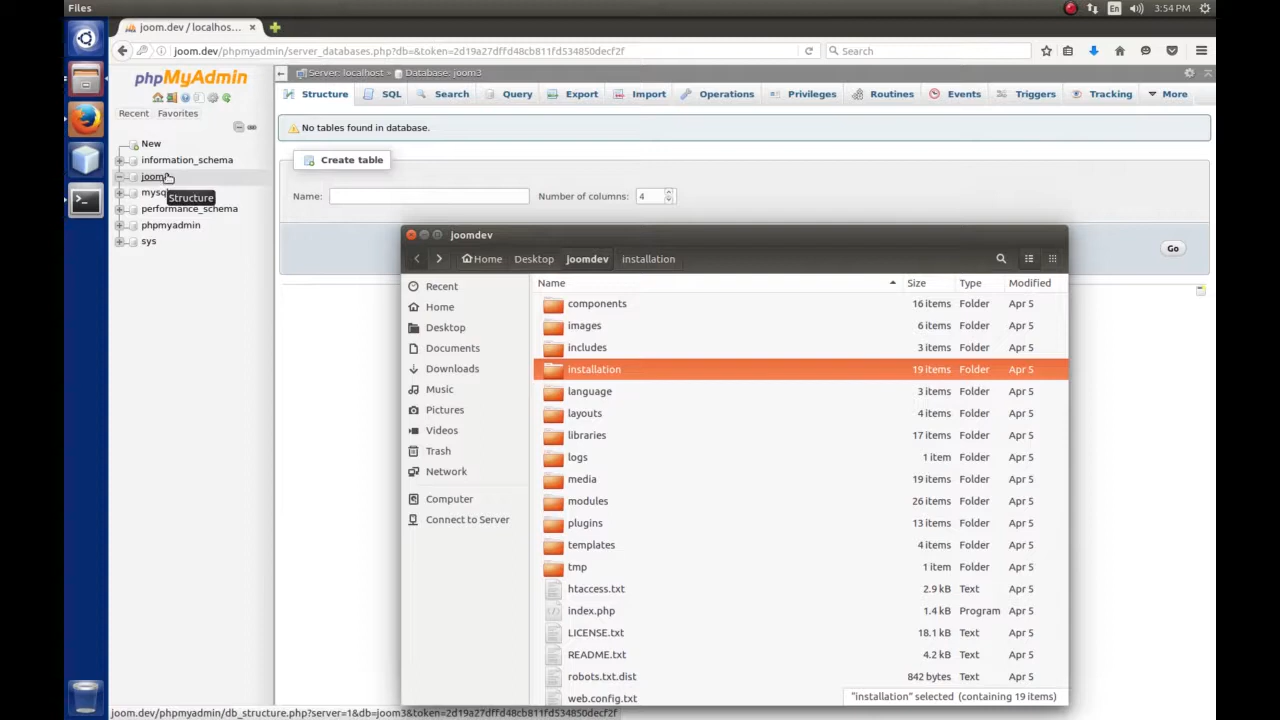 Files
En
3:54 PM
joom.dev / localhos...
joom.dev/phpmyadmin/server_databases.php?db=&token=2d19a27dffd48cb811fd534850decf2f
Search
phpMyAdmin
Recent Favorites
New
information_schema
joom
mysq
Structure
performance_schema
phpmyadmin
sys
Server: localhost » Database: joom3
Structure SQL Search Query Export Import Operations Privileges Routines Events Triggers Tracking More
No tables found in database.
Create table
Name:
Number of columns: 4
Go
joomdev
Home Desktop joomdev installation
Recent
Home
Desktop
Documents
Downloads
Music
Pictures
Videos
Trash
Network
Computer
Connect to Server
Name Size Type Modified
components 16 items Folder Apr 5
images 6 items Folder Apr 5
includes 3 items Folder Apr 5
installation 19 items Folder Apr 5
language 3 items Folder Apr 5
layouts 4 items Folder Apr 5
libraries 17 items Folder Apr 5
logs 1 item Folder Apr 5
media 19 items Folder Apr 5
modules 26 items Folder Apr 5
plugins 13 items Folder Apr 5
templates 4 items Folder Apr 5
tmp 1 item Folder Apr 5
htaccess.txt 2.9 kB Text Apr 5
index.php 1.4 kB Program Apr 5
LICENSE.txt 18.1 kB Text Apr 5
README.txt 4.2 kB Text Apr 5
robots.txt.dist 842 bytes Text Apr 5
web.config.txt
"installation" selected (containing 19 items)
joom.dev/phpmyadmin/db_structure.php?server=1&db=joom3&token=2d19a27dffd48cb811fd534850decf2f